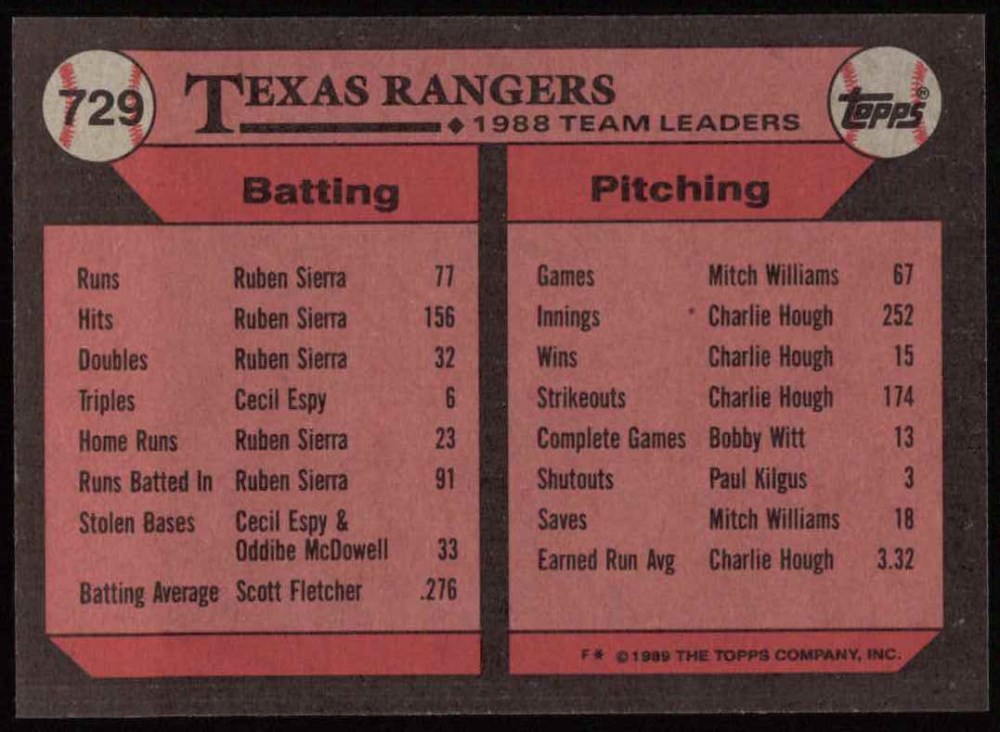 729
TEXAS RANGERS
◆ 1988 TEAM LEADERS
TOPPS®
Batting
Runs Ruben Sierra 77
Hits Ruben Sierra 156
Doubles Ruben Sierra 32
Triples Cecil Espy 6
Home Runs Ruben Sierra 23
Runs Batted In Ruben Sierra 91
Stolen Bases Cecil Espy &
Oddibe McDowell 33
Batting Average Scott Fletcher .276
Pitching
Games Mitch Williams 67
Innings Charlie Hough 252
Wins Charlie Hough 15
Strikeouts Charlie Hough 174
Complete Games Bobby Witt 13
Shutouts Paul Kilgus 3
Saves Mitch Williams 18
Earned Run Avg Charlie Hough 3.32
F* ©1989 THE TOPPS COMPANY, INC.